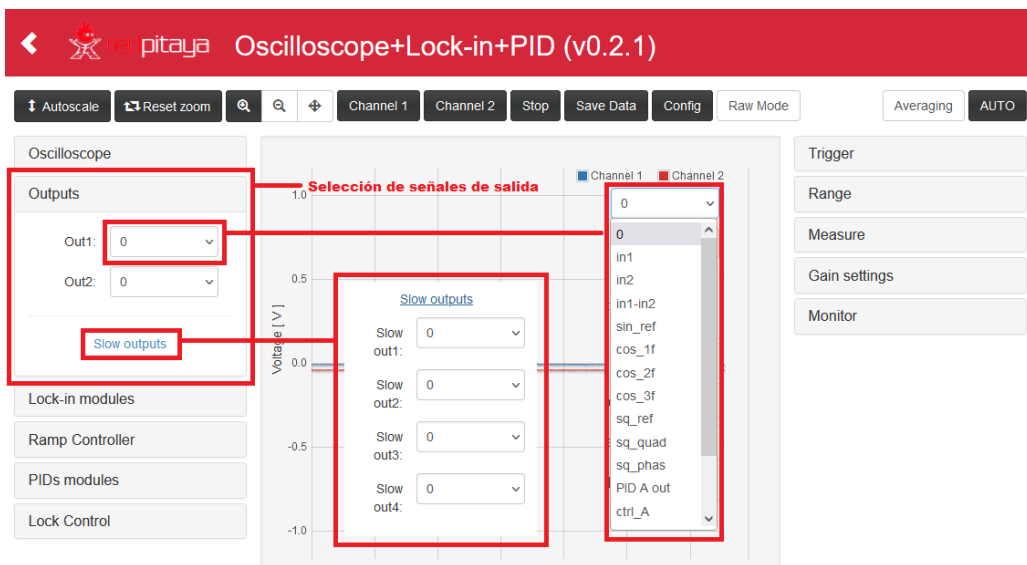 redpitaya Oscilloscope+Lock-in+PID (v0.2.1)
Autoscale Reset zoom Channel 1 Channel 2 Stop Save Data Config Raw Mode Averaging AUTO
Oscilloscope
Outputs
Out1: 0
Out2: 0
Slow outputs
Lock-in modules
Ramp Controller
PIDs modules
Lock Control
Selección de señales de salida
Channel 1 Channel 2
Voltage [ V ]
1.0
0.5
0.0
-0.5
-1.0
Slow outputs
Slow out1: 0
Slow out2: 0
Slow out3: 0
Slow out4: 0
0
0
in1
in2
in1-in2
sin_ref
cos_1f
cos_2f
cos_3f
sq_ref
sq_quad
sq_phas
PID A out
ctrl_A
Trigger
Range
Measure
Gain settings
Monitor